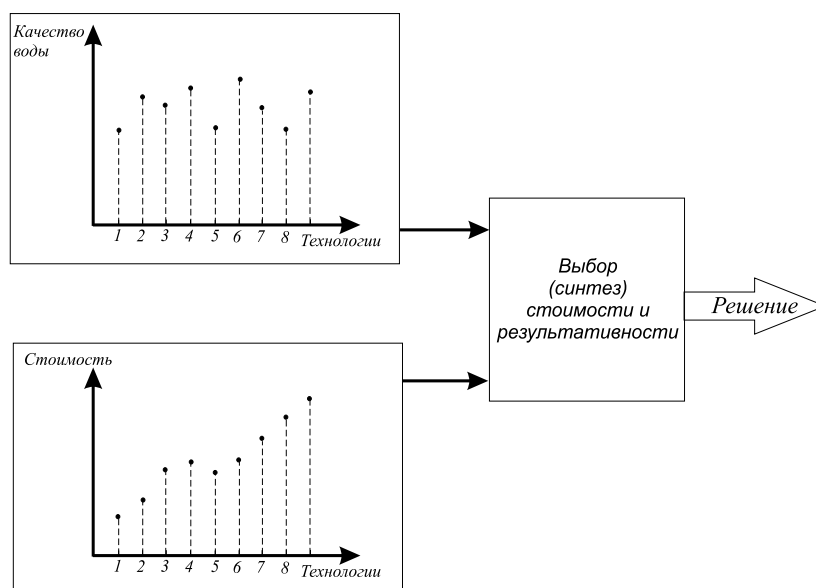 Качество
воды
1 2 3 4 5 6 7 8 Технологии
Стоимость
1 2 3 4 5 6 7 8 Технологии
Выбор
(синтез)
стоимости и
результативности
Решение